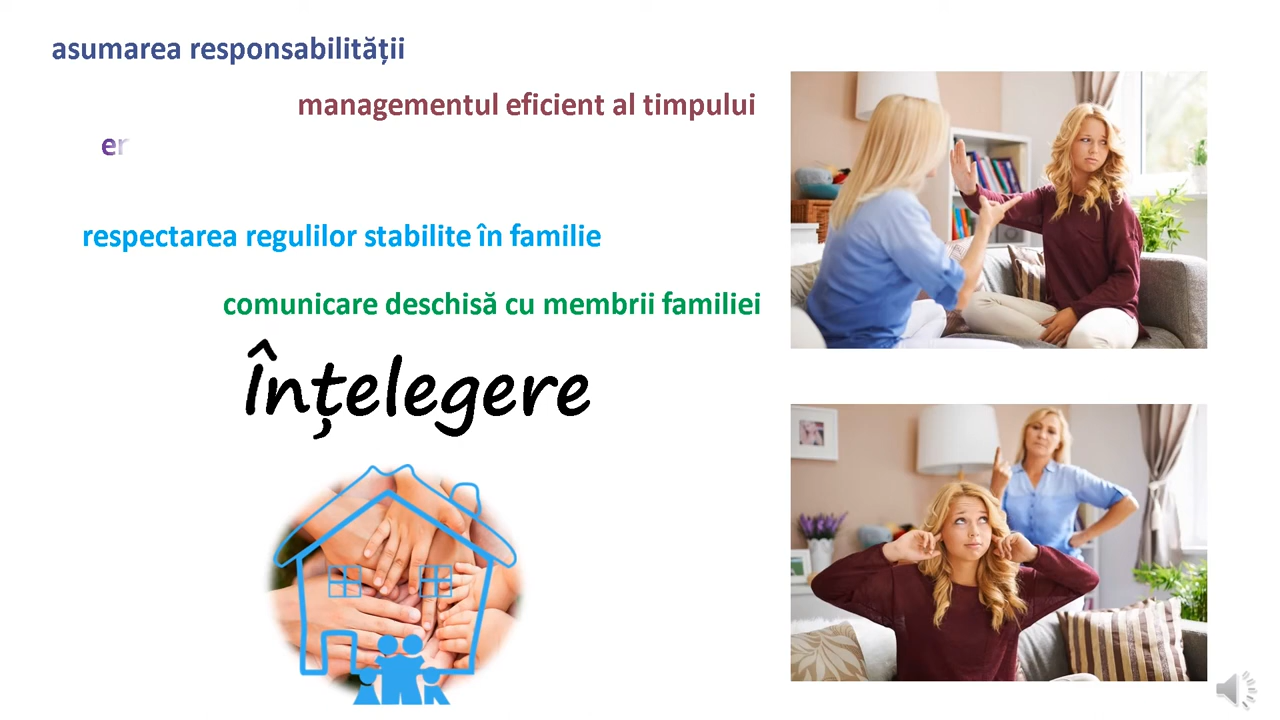 asumarea responsabilității
managementul eficient al timpului
er
respectarea regulilor stabilite în familie
comunicare deschisă cu membrii familiei
Înțelegere